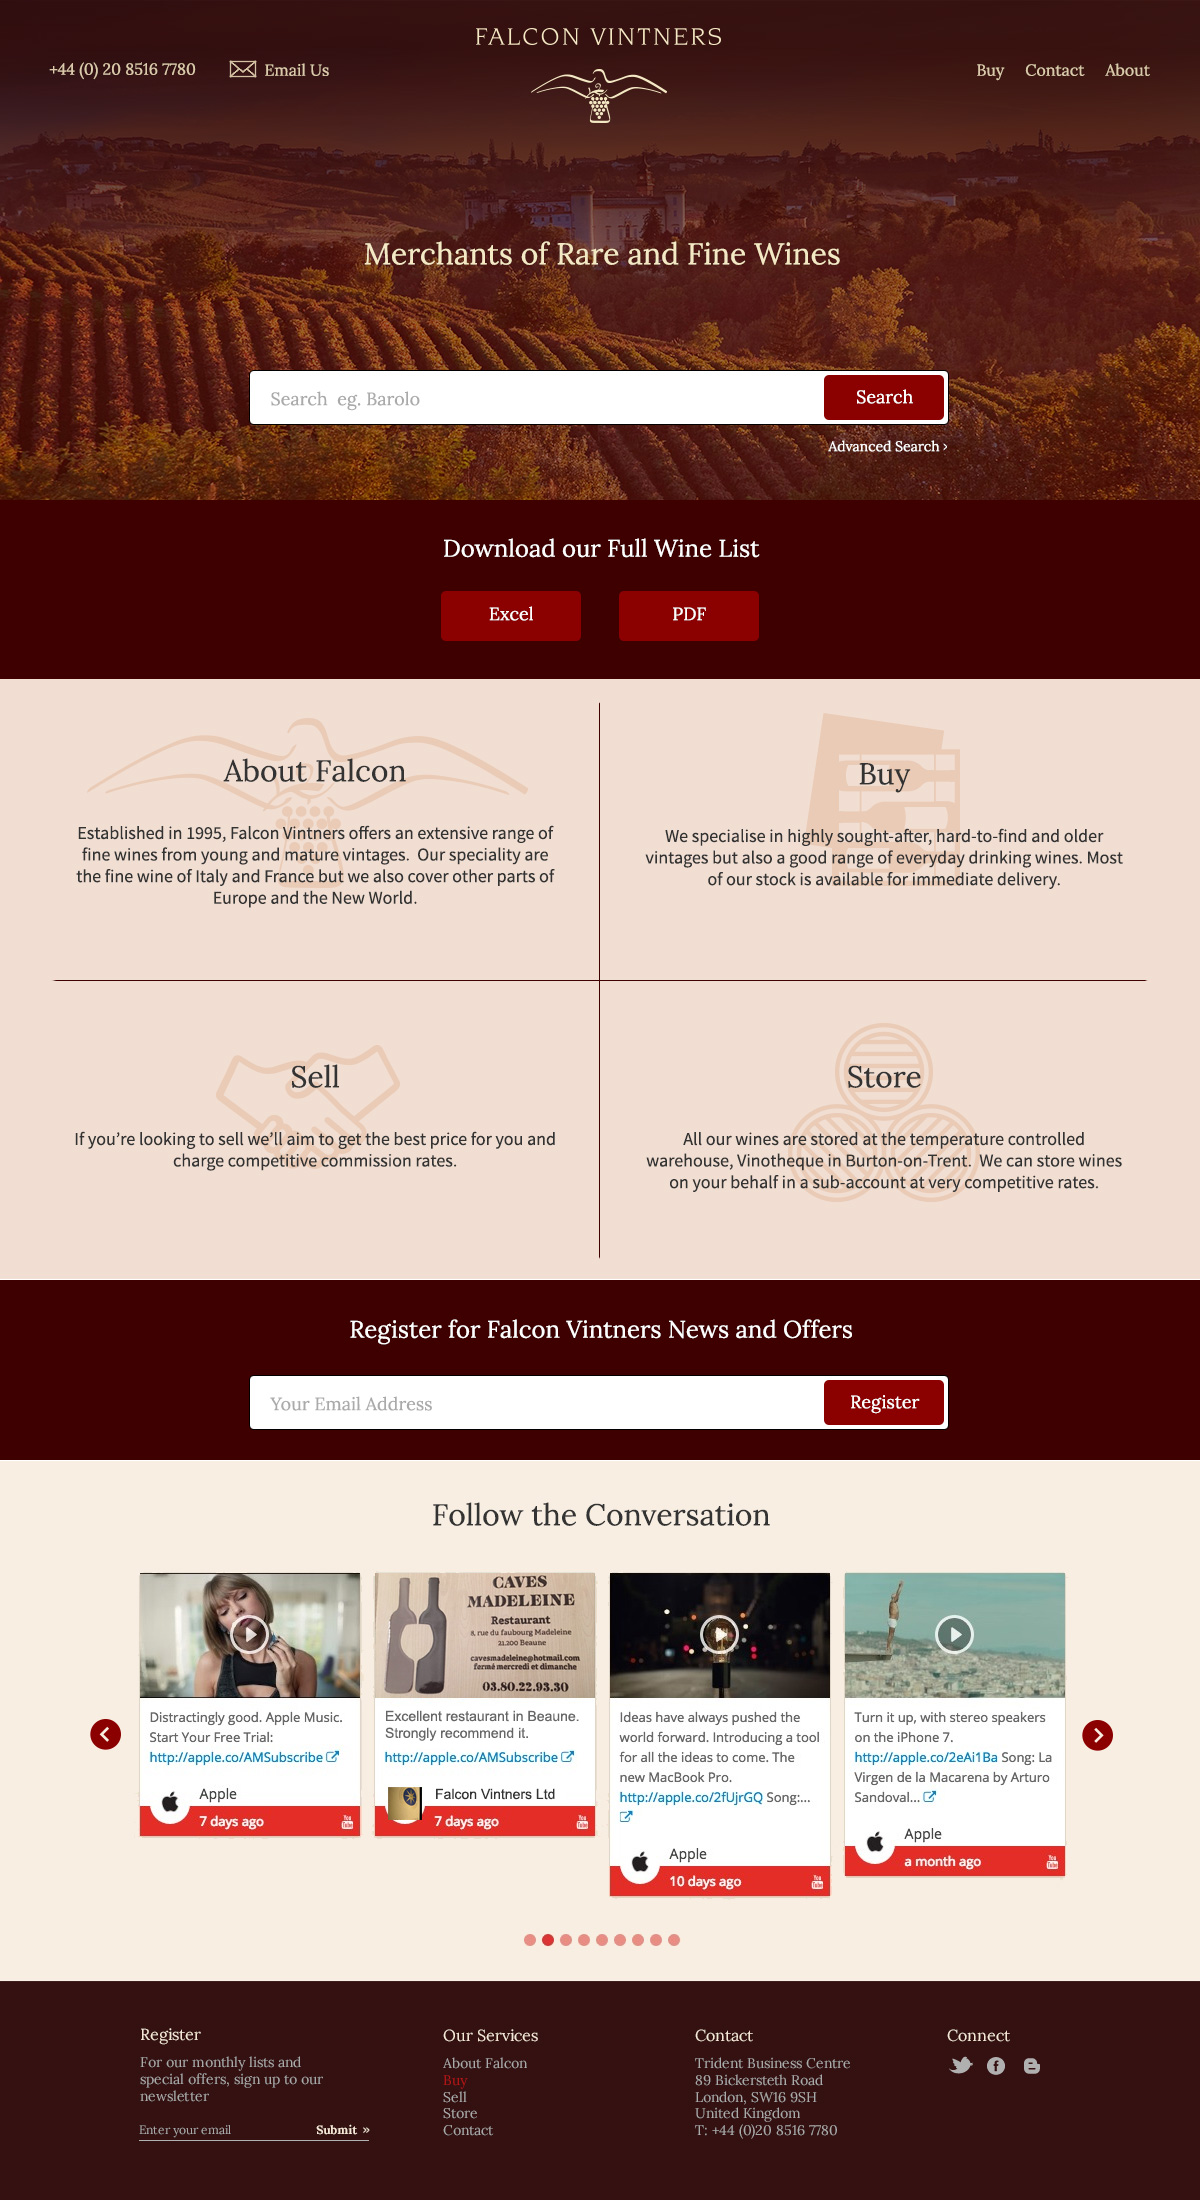 FALCON VINTNERS
+44 (0) 20 8516 7780
Email Us
Buy
Contact
About
Merchants of Rare and Fine Wines
Search eg. Barolo
Search
Advanced Search ›
Download our Full Wine List
Excel
PDF
About Falcon
Established in 1995, Falcon Vintners offers an extensive range of
fine wines from young and mature vintages. Our speciality are
the fine wine of Italy and France but we also cover other parts of
Europe and the New World.
Buy
We specialise in highly sought-after, hard-to-find and older
vintages but also a good range of everyday drinking wines. Most
of our stock is available for immediate delivery.
Sell
If you’re looking to sell we’ll aim to get the best price for you and
charge competitive commission rates.
Store
All our wines are stored at the temperature controlled
warehouse, Vinotheque in Burton-on-Trent. We can store wines
on your behalf in a sub-account at very competitive rates.
Register for Falcon Vintners News and Offers
Your Email Address
Register
Follow the Conversation
Distractingly good. Apple Music.
Start Your Free Trial:
http://apple.co/AMSubscribe
Apple
7 days ago
You Tube
CAVES
MADELEINE
Restaurant
8, rue du faubourg Madeleine
21.200 Beaune
cavesmadeleine@hotmail.com
fermé mercredi et dimanche
03.80.22.93.30
Excellent restaurant in Beaune.
Strongly recommend it.
http://apple.co/AMSubscribe
Falcon Vintners Ltd
7 days ago
You Tube
Ideas have always pushed the
world forward. Introducing a tool
for all the ideas to come. The
new MacBook Pro.
http://apple.co/2fUjrGQ Song:...
Apple
10 days ago
You Tube
Turn it up, with stereo speakers
on the iPhone 7.
http://apple.co/2eAi1Ba Song: La
Virgen de la Macarena by Arturo
Sandoval...
Apple
a month ago
You Tube
Register
For our monthly lists and
special offers, sign up to our
newsletter
Enter your email
Submit »
Our Services
About Falcon
Buy
Sell
Store
Contact
Contact
Trident Business Centre
89 Bickersteth Road
London, SW16 9SH
United Kingdom
T: +44 (0)20 8516 7780
Connect